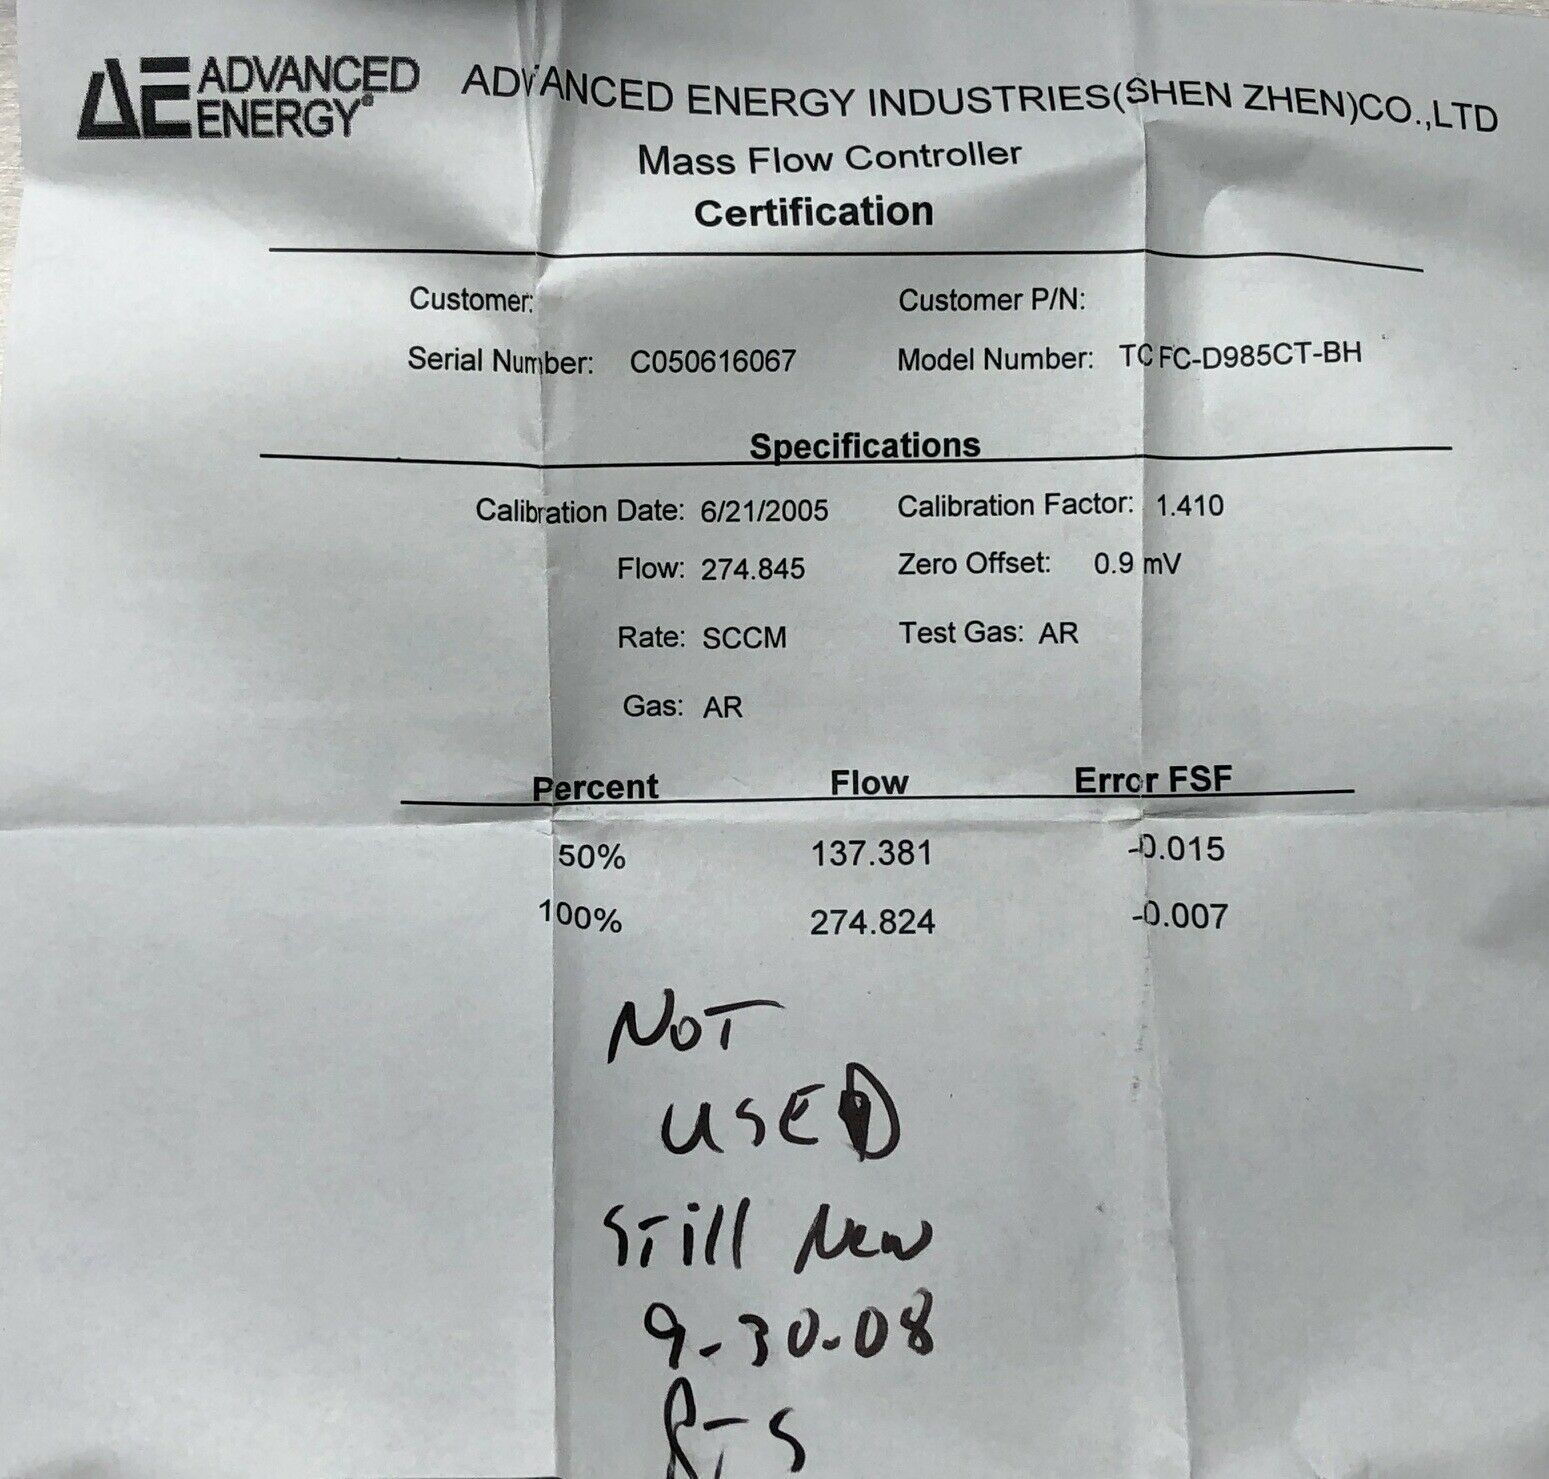 AE ADVANCED ENERGY®
ADVANCED ENERGY INDUSTRIES(SHEN ZHEN)CO.,LTD
Mass Flow Controller
Certification
Customer: Customer P/N:
Serial Number: C050616067 Model Number: TCFC-D985CT-BH
Specifications
Calibration Date: 6/21/2005 Calibration Factor: 1.410
Flow: 274.845 Zero Offset: 0.9 mV
Rate: SCCM Test Gas: AR
Gas: AR
Percent Flow Error FSF
50% 137.381 -0.015
100% 274.824 -0.007
NOT
USED
Still New
9-30-08